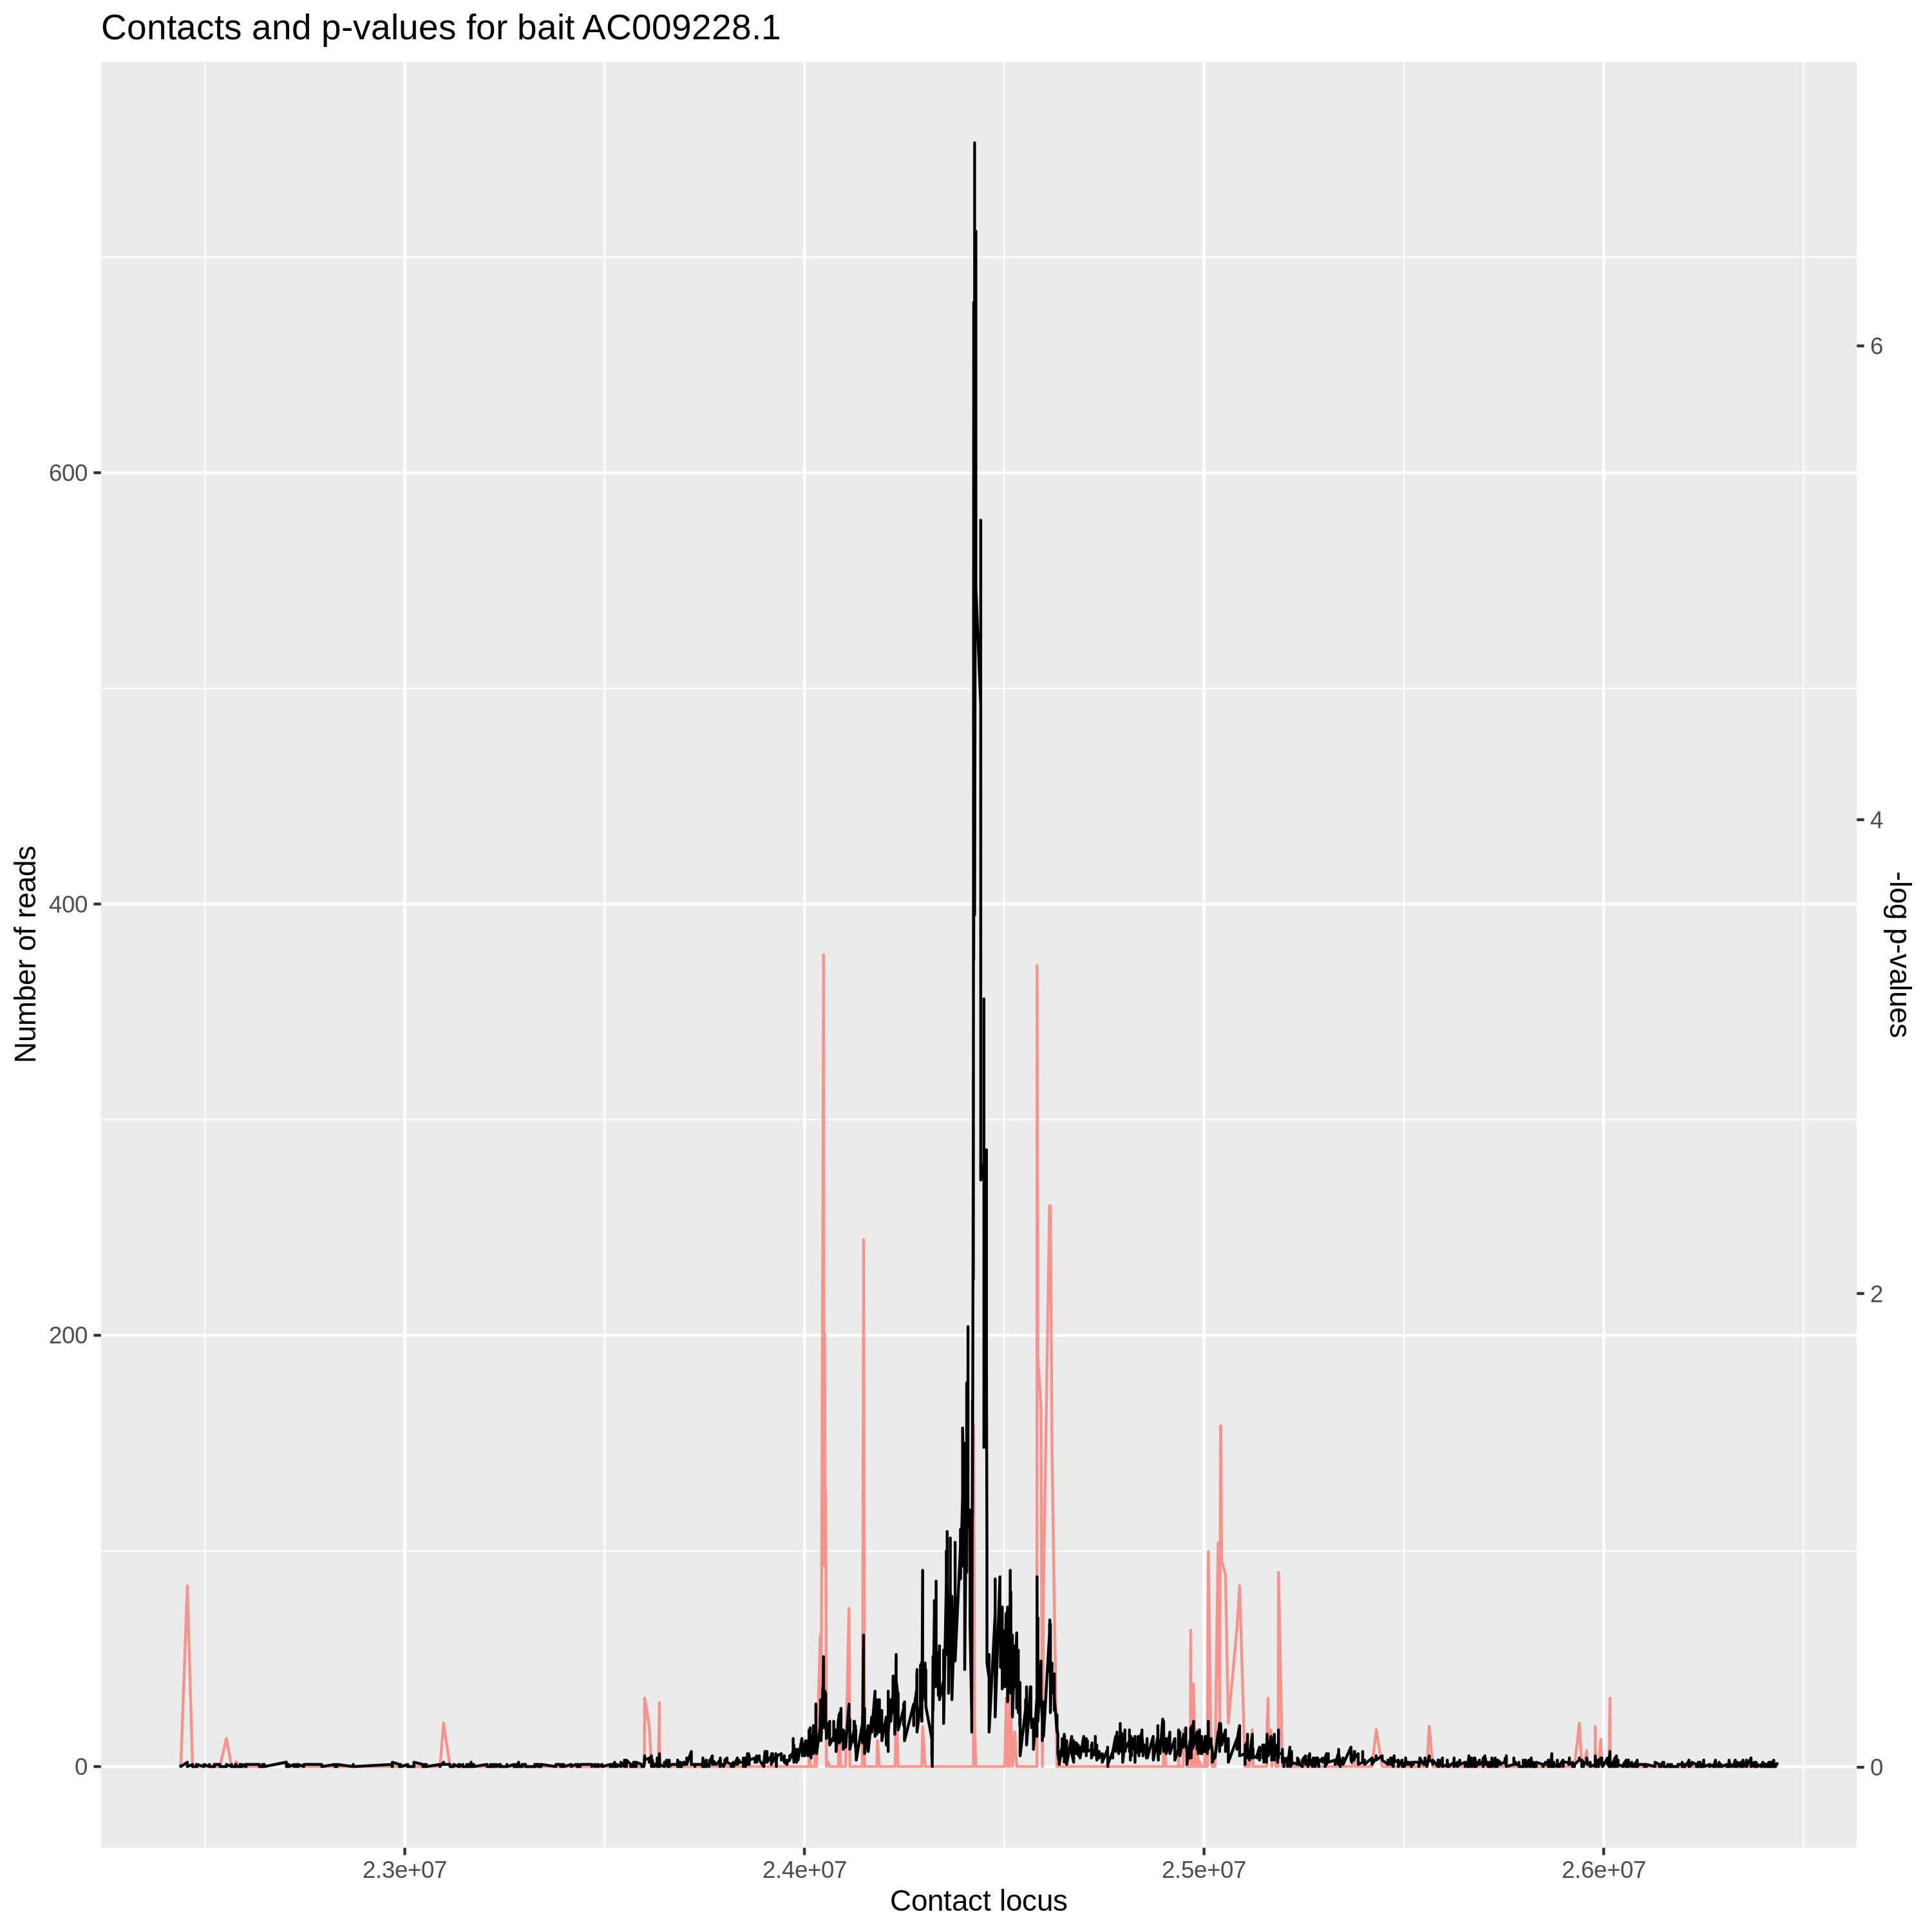 Contacts and p-values for bait AC009228.1
Number of reads
600
400
200
0
6
4
2
0
-log p-values
2.3e+07 2.4e+07 2.5e+07 2.6e+07
Contact locus